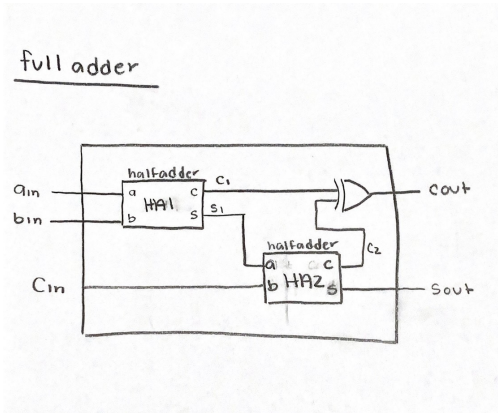 full adder
halfadder
ain
a
c
C1
HA1
bin
b
s
S1
cout
halfadder
C2
a
c
Cin
b
HA2
S
Sout